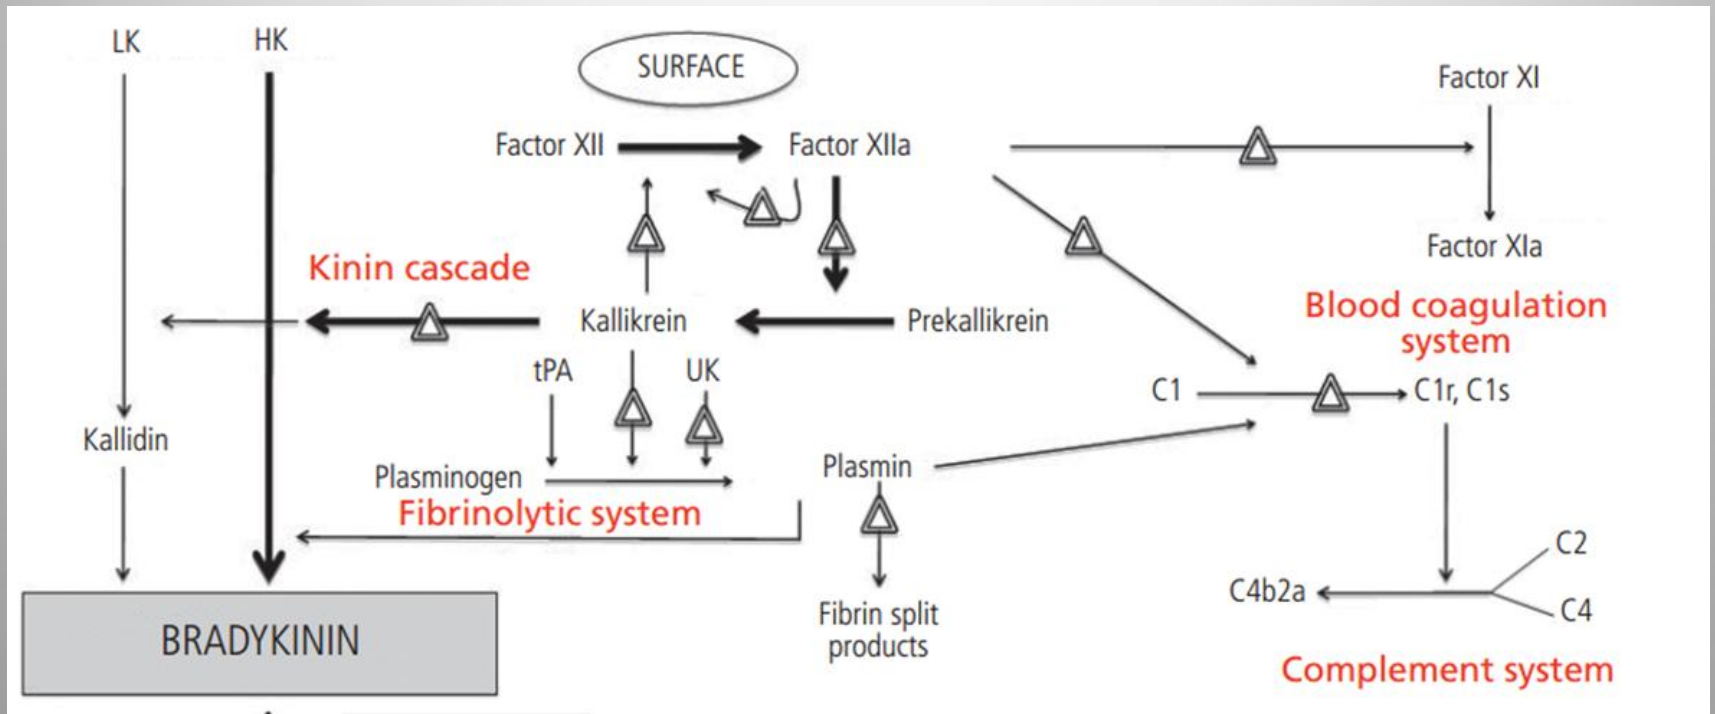 LK
HK
SURFACE
Factor XI
Factor XII
Factor XIIa
Factor XIa
Kinin cascade
Blood coagulation
system
Kallikrein
Prekallikrein
tPA
UK
C1
C1r, C1s
Kallidin
Plasminogen
Plasmin
Fibrinolytic system
C2
C4b2a
C4
Fibrin split
products
BRADYKININ
Complement system